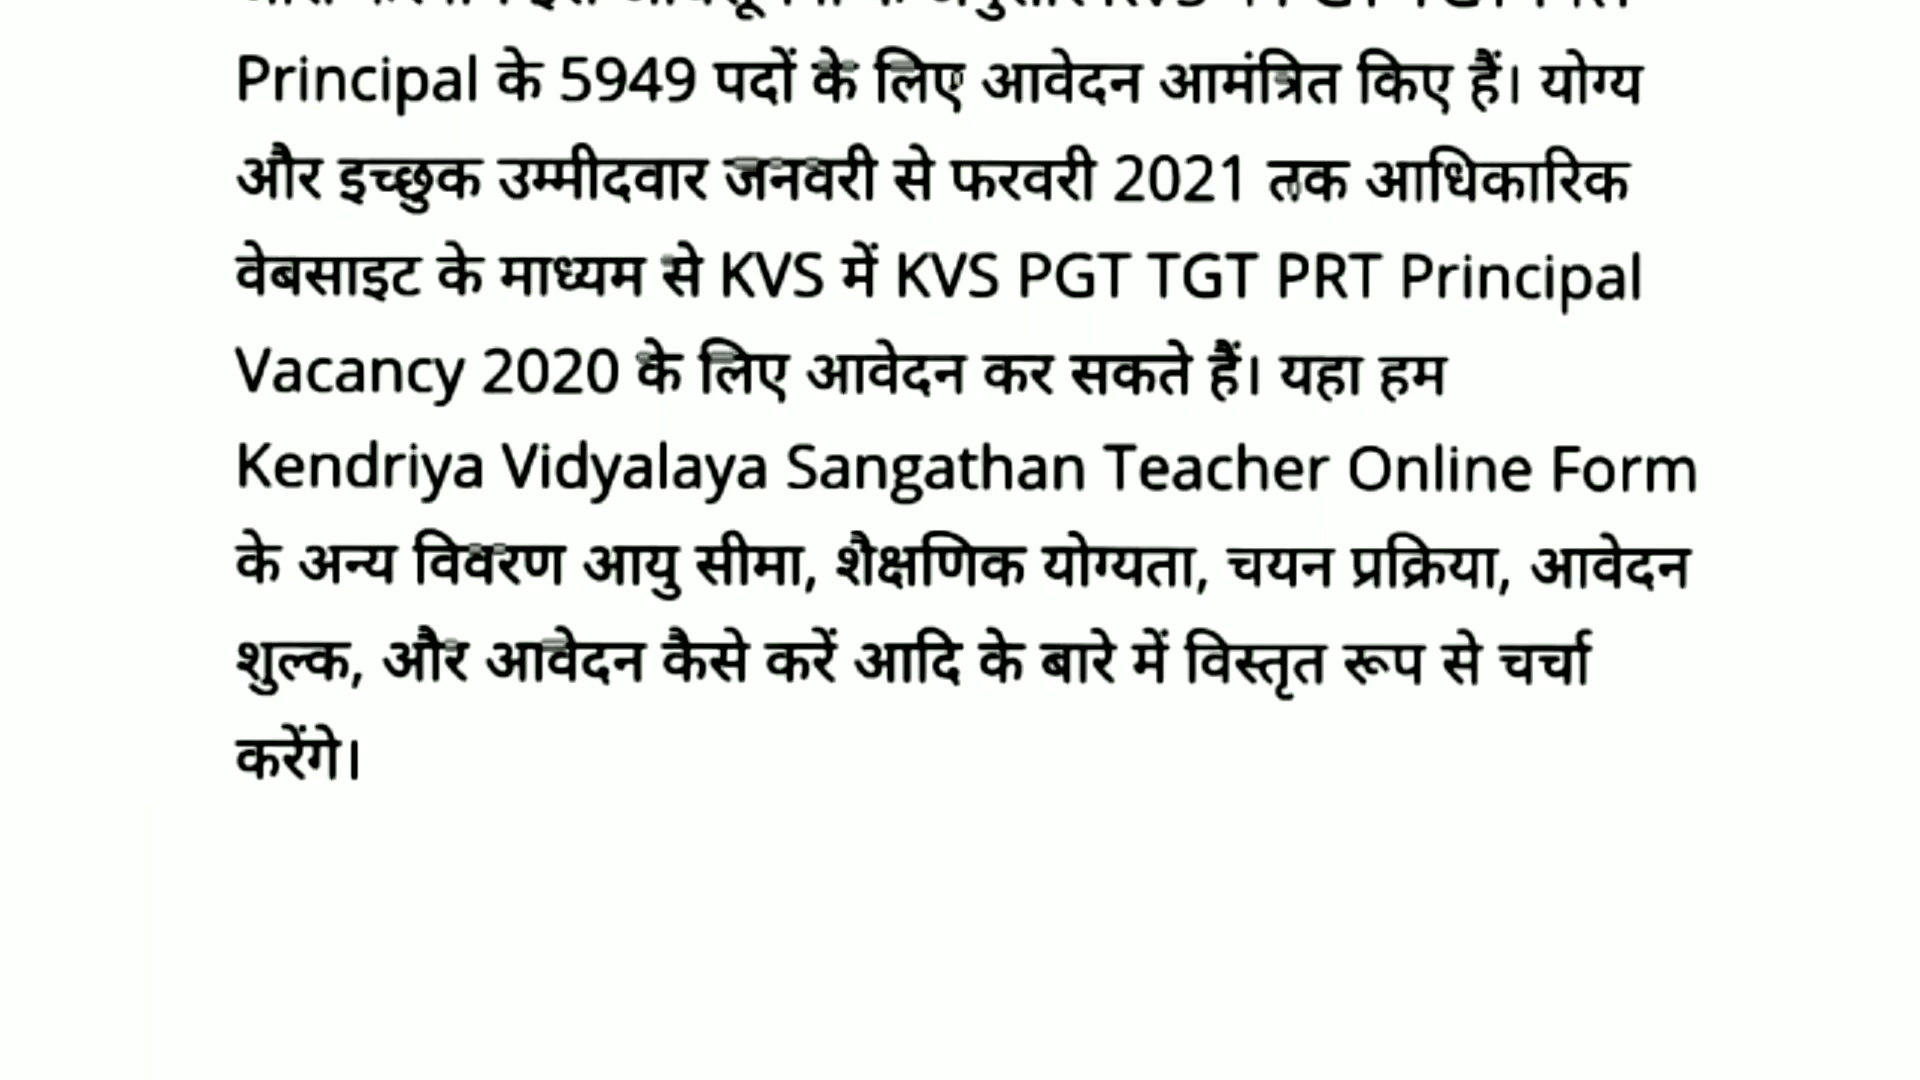 Principal के 5949 पदों के लिए आवेदन आमंत्रित किए हैं। योग्य
और इच्छुक उम्मीदवार जनवरी से फरवरी 2021 तक आधिकारिक
वेबसाइट के माध्यम से KVS में KVS PGT TGT PRT Principal
Vacancy 2020 के लिए आवेदन कर सकते हैं। यहा हम
Kendriya Vidyalaya Sangathan Teacher Online Form
के अन्य विवरण आयु सीमा, शैक्षणिक योग्यता, चयन प्रक्रिया, आवेदन
शुल्क, और आवेदन कैसे करें आदि के बारे में विस्तृत रूप से चर्चा
करेंगे।